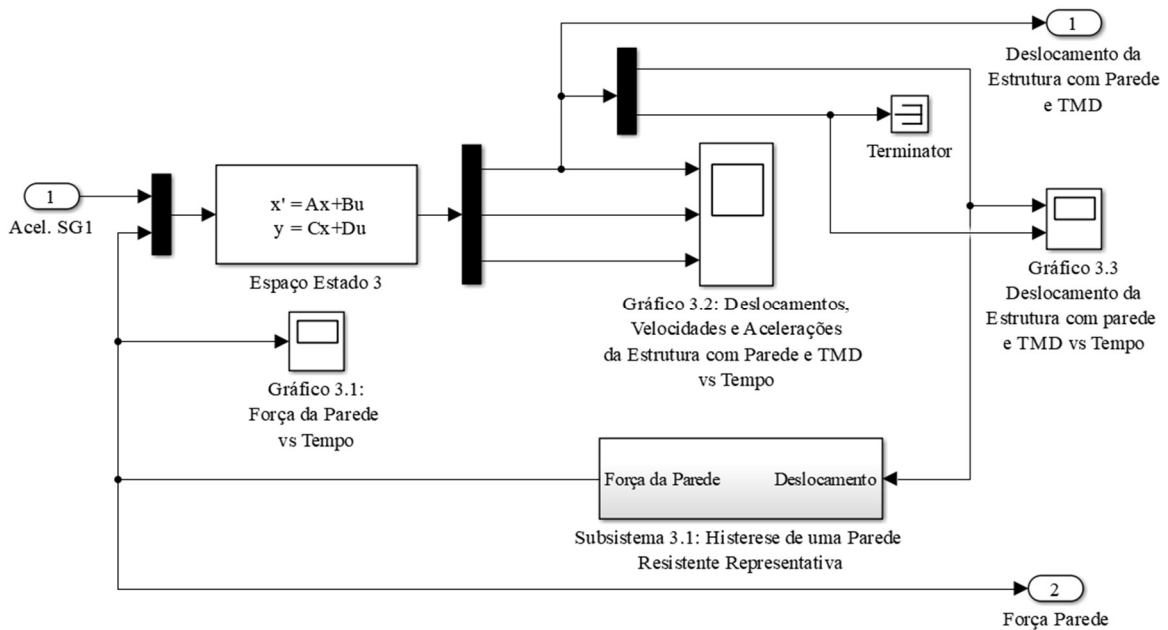 1
Deslocamento da
Estrutura com Parede
e TMD
Terminator
1
Acel. SG1
x' = Ax+Bu
y = Cx+Du
Espaço Estado 3
Gráfico 3.2: Deslocamentos,
Velocidades e Acelerações
da Estrutura com Parede e TMD
vs Tempo
Gráfico 3.3
Deslocamento da
Estrutura com parede
e TMD vs Tempo
Gráfico 3.1:
Força da Parede
vs Tempo
Força da Parede
Deslocamento
Subsistema 3.1: Histerese de uma Parede
Resistente Representativa
2
Força Parede